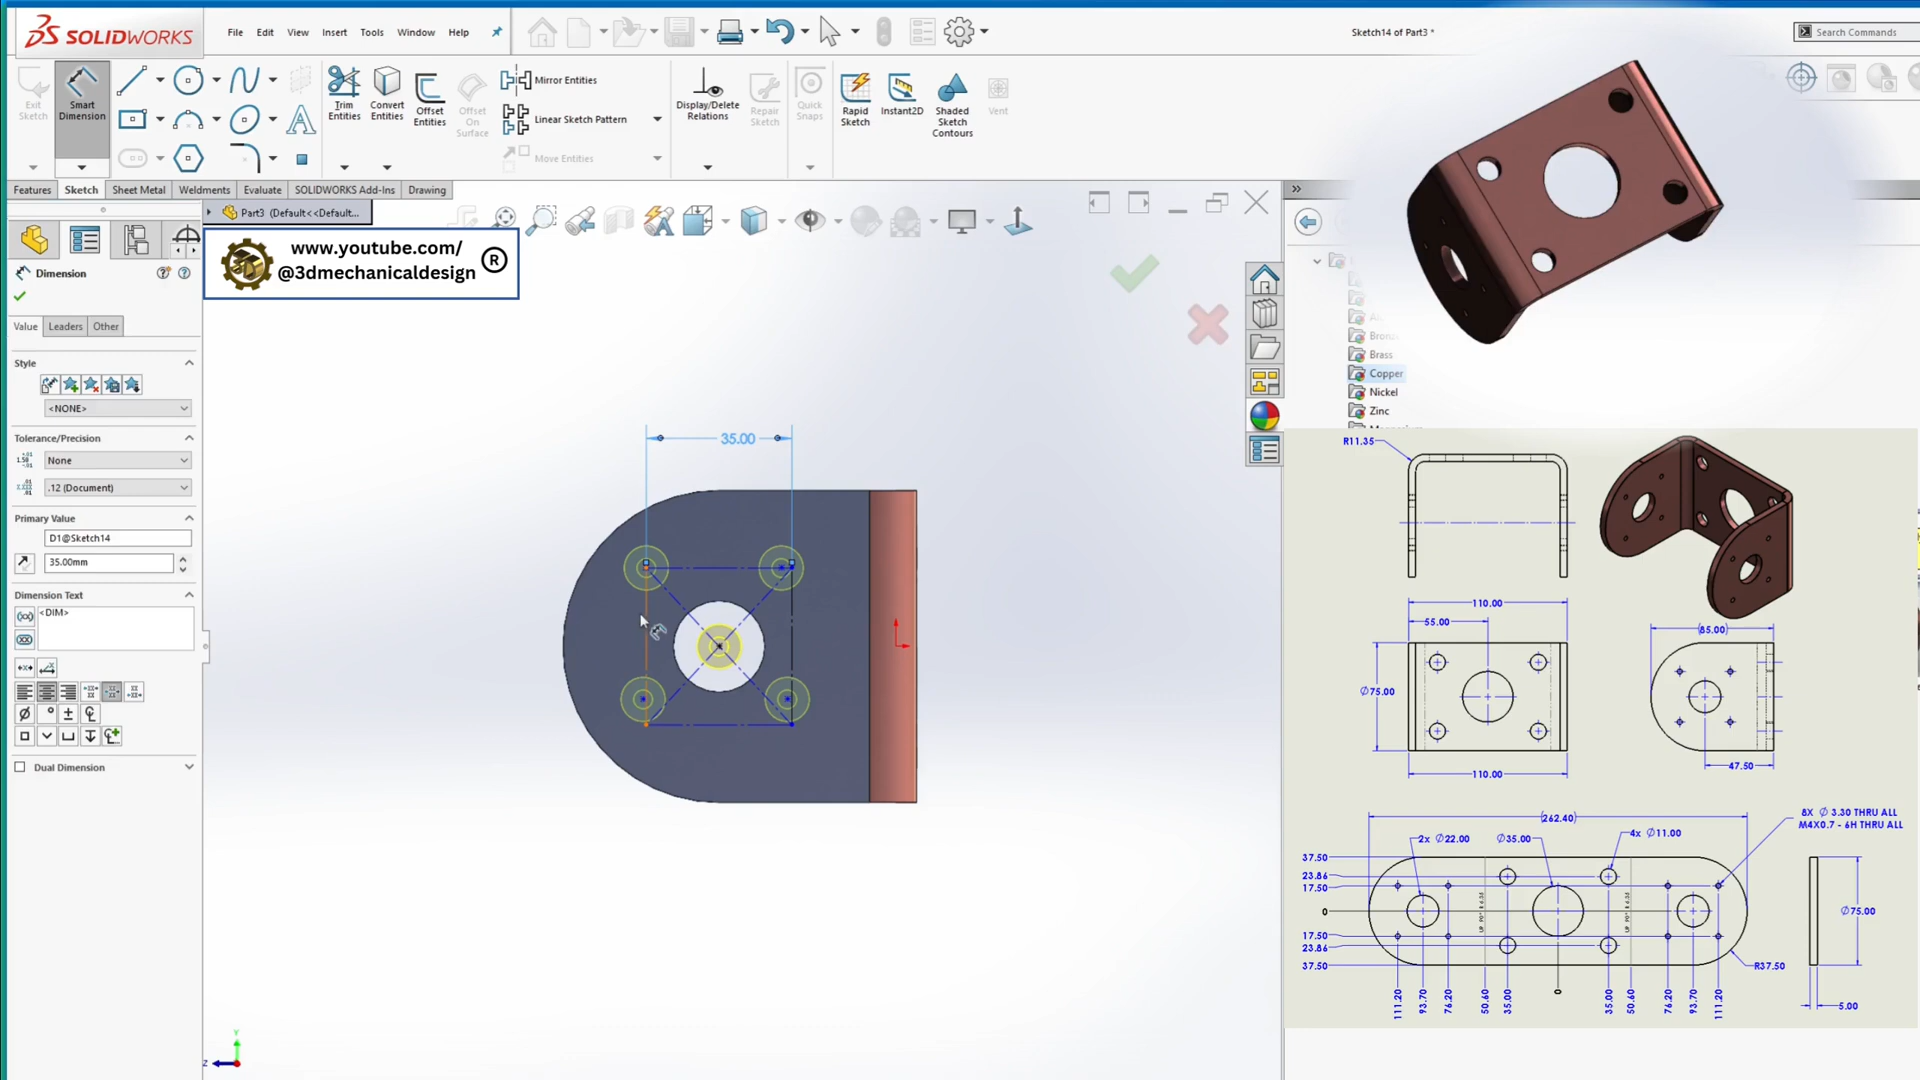 SOLIDWORKS
File Edit View Insert Tools Window Help
Sketch14 of Part3 *
Search Commands
Exit Sketch
Smart Dimension
Trim Entities
Convert Entities
Offset Entities
Offset On Surface
Mirror Entities
Linear Sketch Pattern
Move Entities
Display/Delete Relations
Repair Sketch
Quick Snaps
Rapid Sketch
Instant2D
Shaded Sketch Contours
Vent
Features Sketch Sheet Metal Weldments Evaluate SOLIDWORKS Add-Ins Drawing
Part3 (Default<<Default...
www.youtube.com/
@3dmechanicaldesign
®
Dimension
Value Leaders Other
Style
<NONE>
Tolerance/Precision
None
.12 (Document)
Primary Value
D1@Sketch14
35.00mm
Dimension Text
<DIM>
Dual Dimension
35.00
Y
Z
Brass
Copper
Nickel
Zinc
R11.35
110.00
55.00
(85.00)
∅75.00
47.50
110.00
8X ∅ 3.30 THRU ALL
M4X0.7 - 6H THRU ALL
(262.40)
2x ∅22.00
∅35.00
4x ∅11.00
37.50
23.86
17.50
0
17.50
23.86
37.50
∅75.00
R37.50
5.00
111.20
93.70
76.20
50.60
35.00
0
35.00
50.60
76.20
93.70
111.20